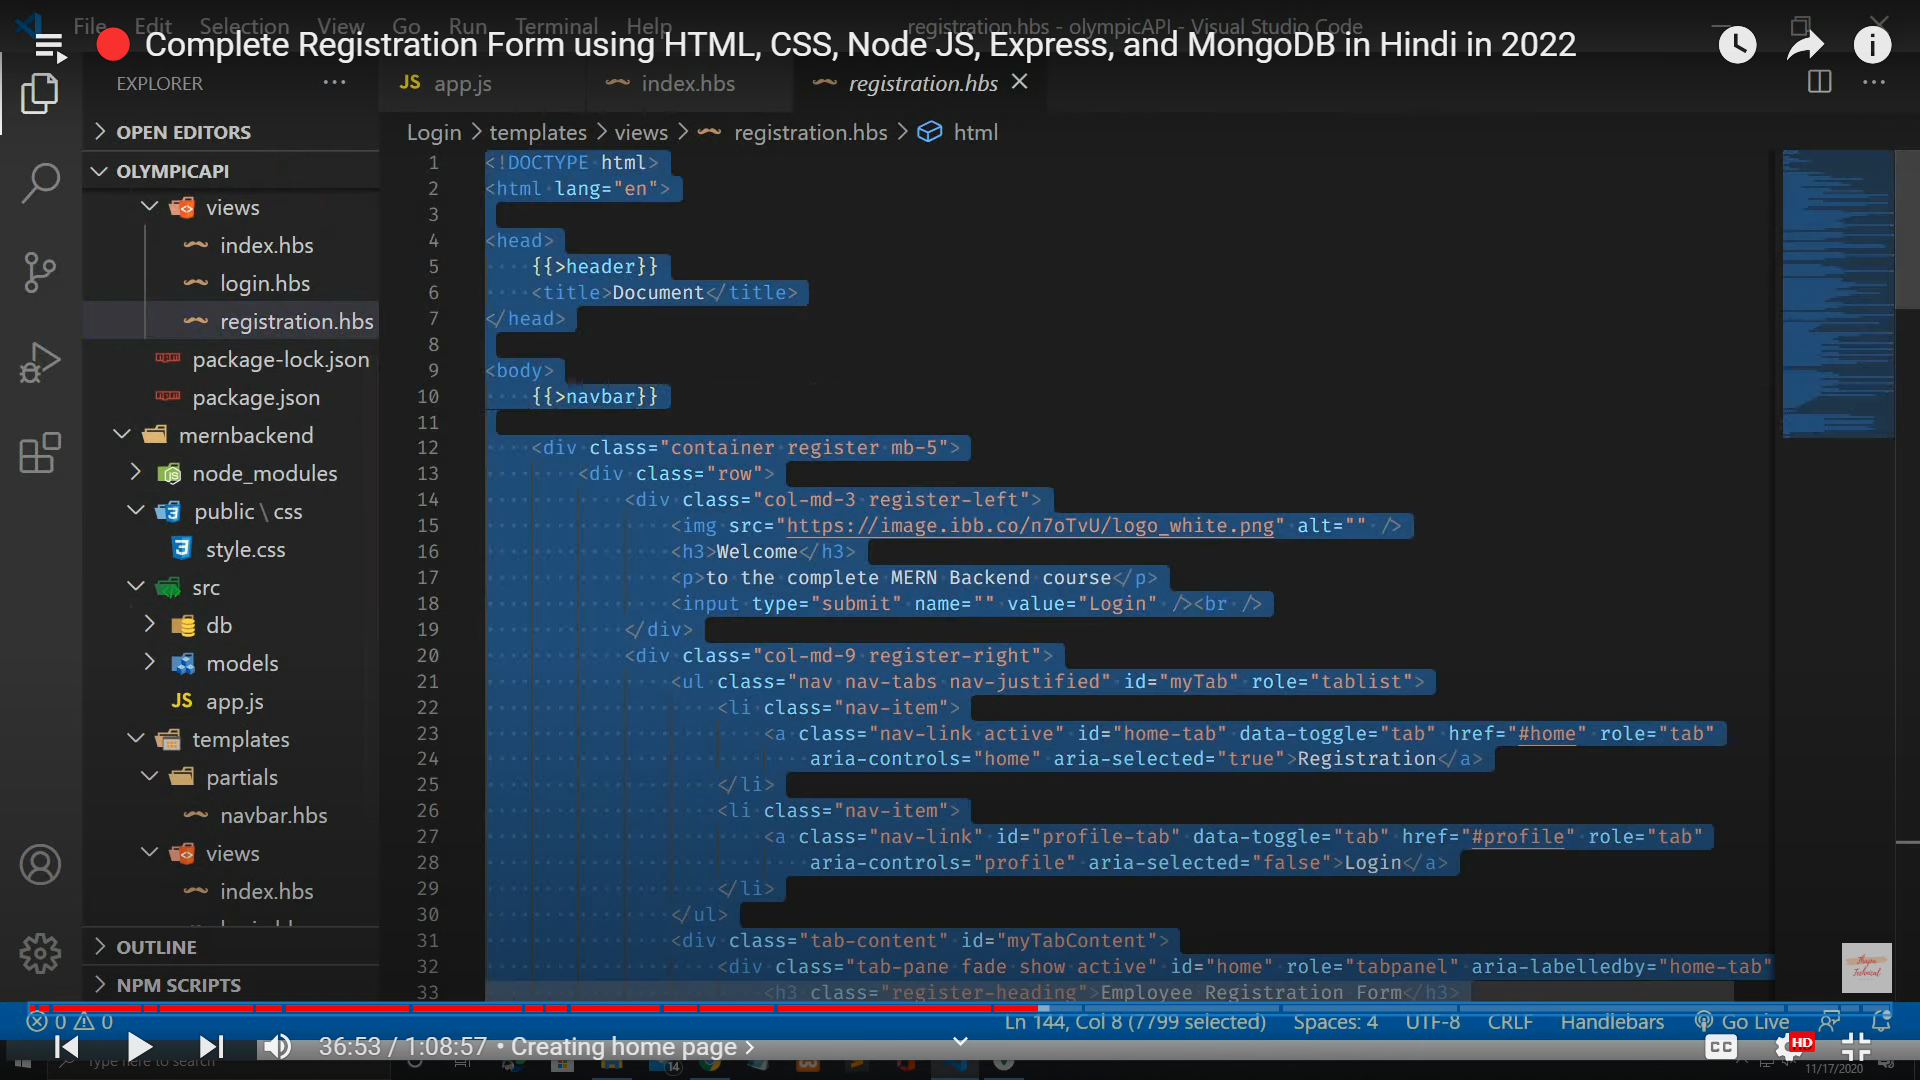 File Edit Selection View Go Run Terminal Help registration.hbs - olympicAPI - Visual Studio Code
Complete Registration Form using HTML, CSS, Node JS, Express, and MongoDB in Hindi in 2022
EXPLORER
JS app.js index.hbs registration.hbs
OPEN EDITORS
Login > templates > views > registration.hbs > html
OLYMPICAPI
views
index.hbs
login.hbs
registration.hbs
package-lock.json
package.json
mernbackend
node_modules
public \ css
style.css
src
db
models
JS app.js
templates
partials
navbar.hbs
views
index.hbs
OUTLINE
NPM SCRIPTS
1 <!DOCTYPE html>
2 <html lang="en">
3
4 <head>
5 {{>header}}
6 <title>Document</title>
7 </head>
8
9 <body>
10 {{>navbar}}
11
12 <div class="container register mb-5">
13 <div class="row">
14 <div class="col-md-3 register-left">
15 <img src="https://image.ibb.co/n7oTvU/logo_white.png" alt="" />
16 <h3>Welcome</h3>
17 <p>to the complete MERN Backend course</p>
18 <input type="submit" name="" value="Login" /><br />
19 </div>
20 <div class="col-md-9 register-right">
21 <ul class="nav nav-tabs nav-justified" id="myTab" role="tablist">
22 <li class="nav-item">
23 <a class="nav-link active" id="home-tab" data-toggle="tab" href="#home" role="tab"
24 aria-controls="home" aria-selected="true">Registration</a>
25 </li>
26 <li class="nav-item">
27 <a class="nav-link" id="profile-tab" data-toggle="tab" href="#profile" role="tab"
28 aria-controls="profile" aria-selected="false">Login</a>
29 </li>
30 </ul>
31 <div class="tab-content" id="myTabContent">
32 <div class="tab-pane fade show active" id="home" role="tabpanel" aria-labelledby="home-tab"
33 <h3 class="register-heading">Employee Registration Form</h3>
Thapa Technical
0 0 Ln 144, Col 8 (7799 selected) Spaces: 4 UTF-8 CRLF Handlebars Go Live
36:53 / 1:08:57 • Creating home page > CC HD
Type here to search 14 11/17/2020